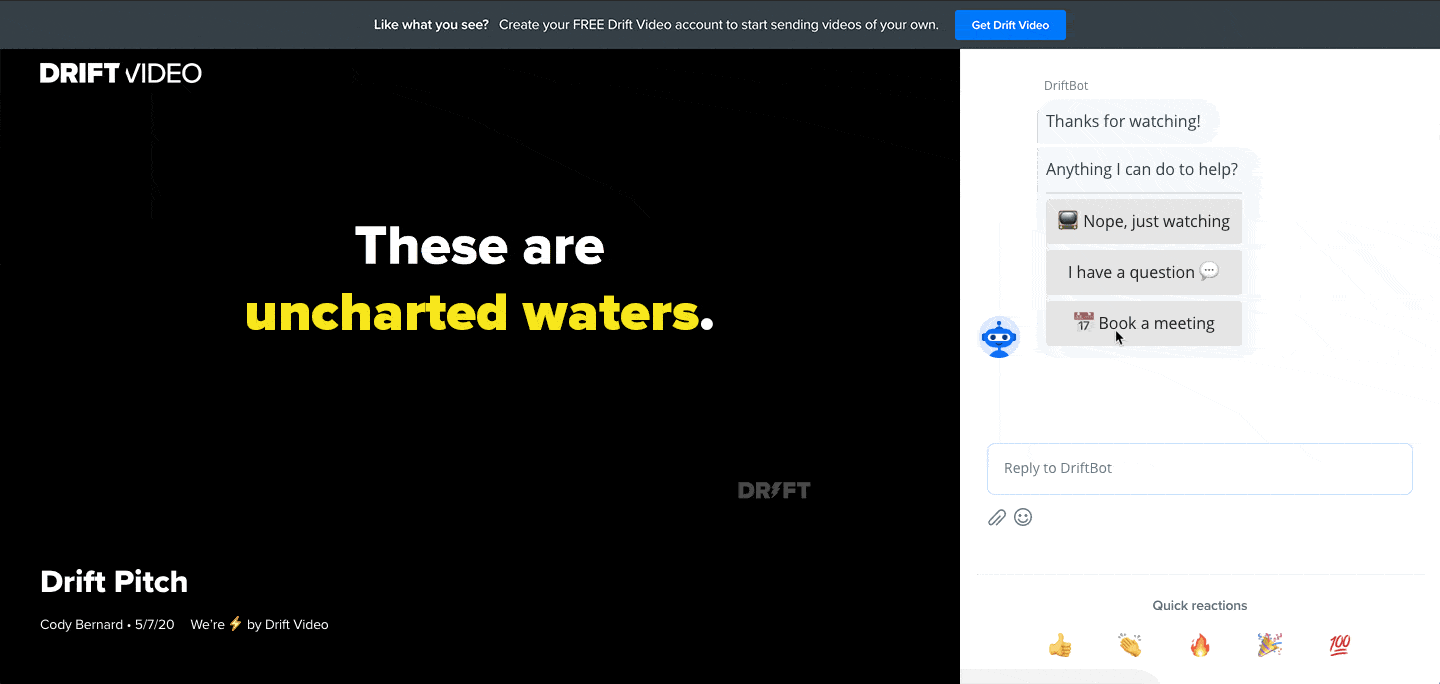 Like what you see? Create your FREE Drift Video account to start sending videos of your own. Get Drift Video
DRIFT VIDEO
These are
uncharted waters.
DRIFT
Drift Pitch
Cody Bernard • 5/7/20 We're ⚡ by Drift Video
DriftBot
Thanks for watching!
Anything I can do to help?
📺 Nope, just watching
I have a question 💬
📅 Book a meeting
Reply to DriftBot
Quick reactions
👍 👏 🔥 🎉 💯